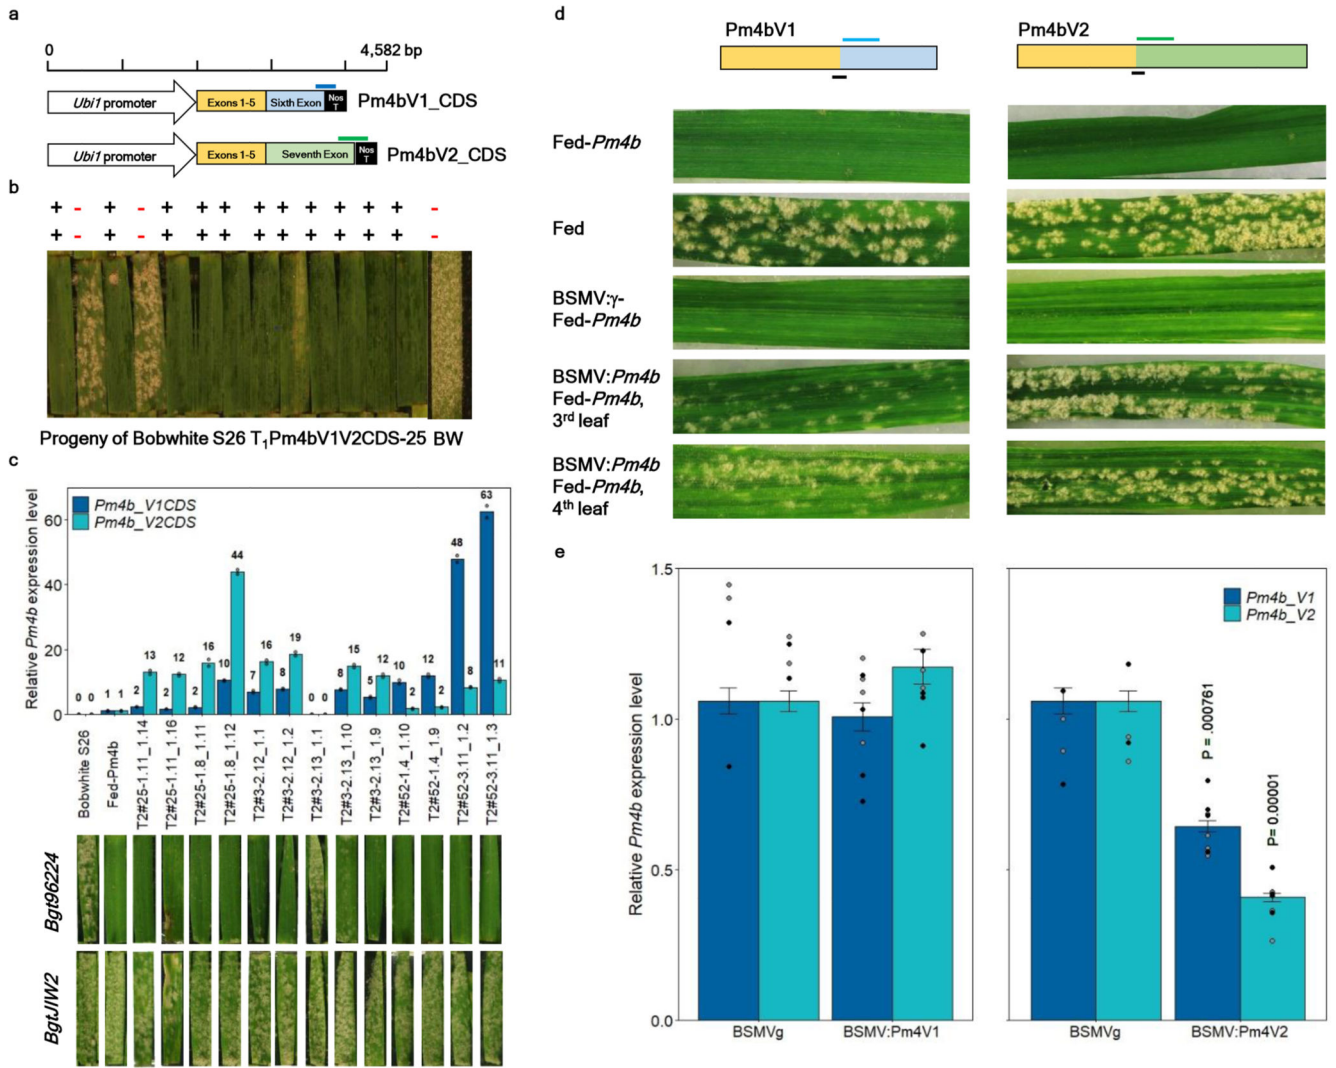 a
0 4,582 bp
Ubi1 promoter Exons 1-5 Sixth Exon Nos T Pm4bV1_CDS
Ubi1 promoter Exons 1-5 Seventh Exon Nos T Pm4bV2_CDS
b
+ - + - + + + + + + + + + -
+ - + - + + + + + + + + + -
Progeny of Bobwhite S26 T1Pm4bV1V2CDS-25 BW
c
Relative Pm4b expression level
Pm4b_V1CDS
Pm4b_V2CDS
60
40
20
0
0 0 1 1 2 13 2 12 2 16 10 44 7 16 8 19 0 0 8 15 5 12 10 2 12 2 48 8 63 11
Bobwhite S26
Fed-Pm4b
T2#25-1.11_1.14
T2#25-1.11_1.16
T2#25-1.8_1.11
T2#25-1.8_1.12
T2#3-2.12_1.1
T2#3-2.12_1.2
T2#3-2.13_1.1
T2#3-2.13_1.10
T2#3-2.13_1.9
T2#52-1.4_1.10
T2#52-1.4_1.9
T2#52-3.11_1.2
T2#52-3.11_1.3
Bgt96224
BgtJIW2
d
Pm4bV1 Pm4bV2
Fed-Pm4b
Fed
BSMV:γ-
Fed-Pm4b
BSMV:Pm4b
Fed-Pm4b,
3rd leaf
BSMV:Pm4b
Fed-Pm4b,
4th leaf
e
Relative Pm4b expression level
1.5
1.0
0.5
0.0
Pm4b_V1
Pm4b_V2
P = .000761
P= 0.00001
BSMVg BSMV:Pm4V1 BSMVg BSMV:Pm4V2